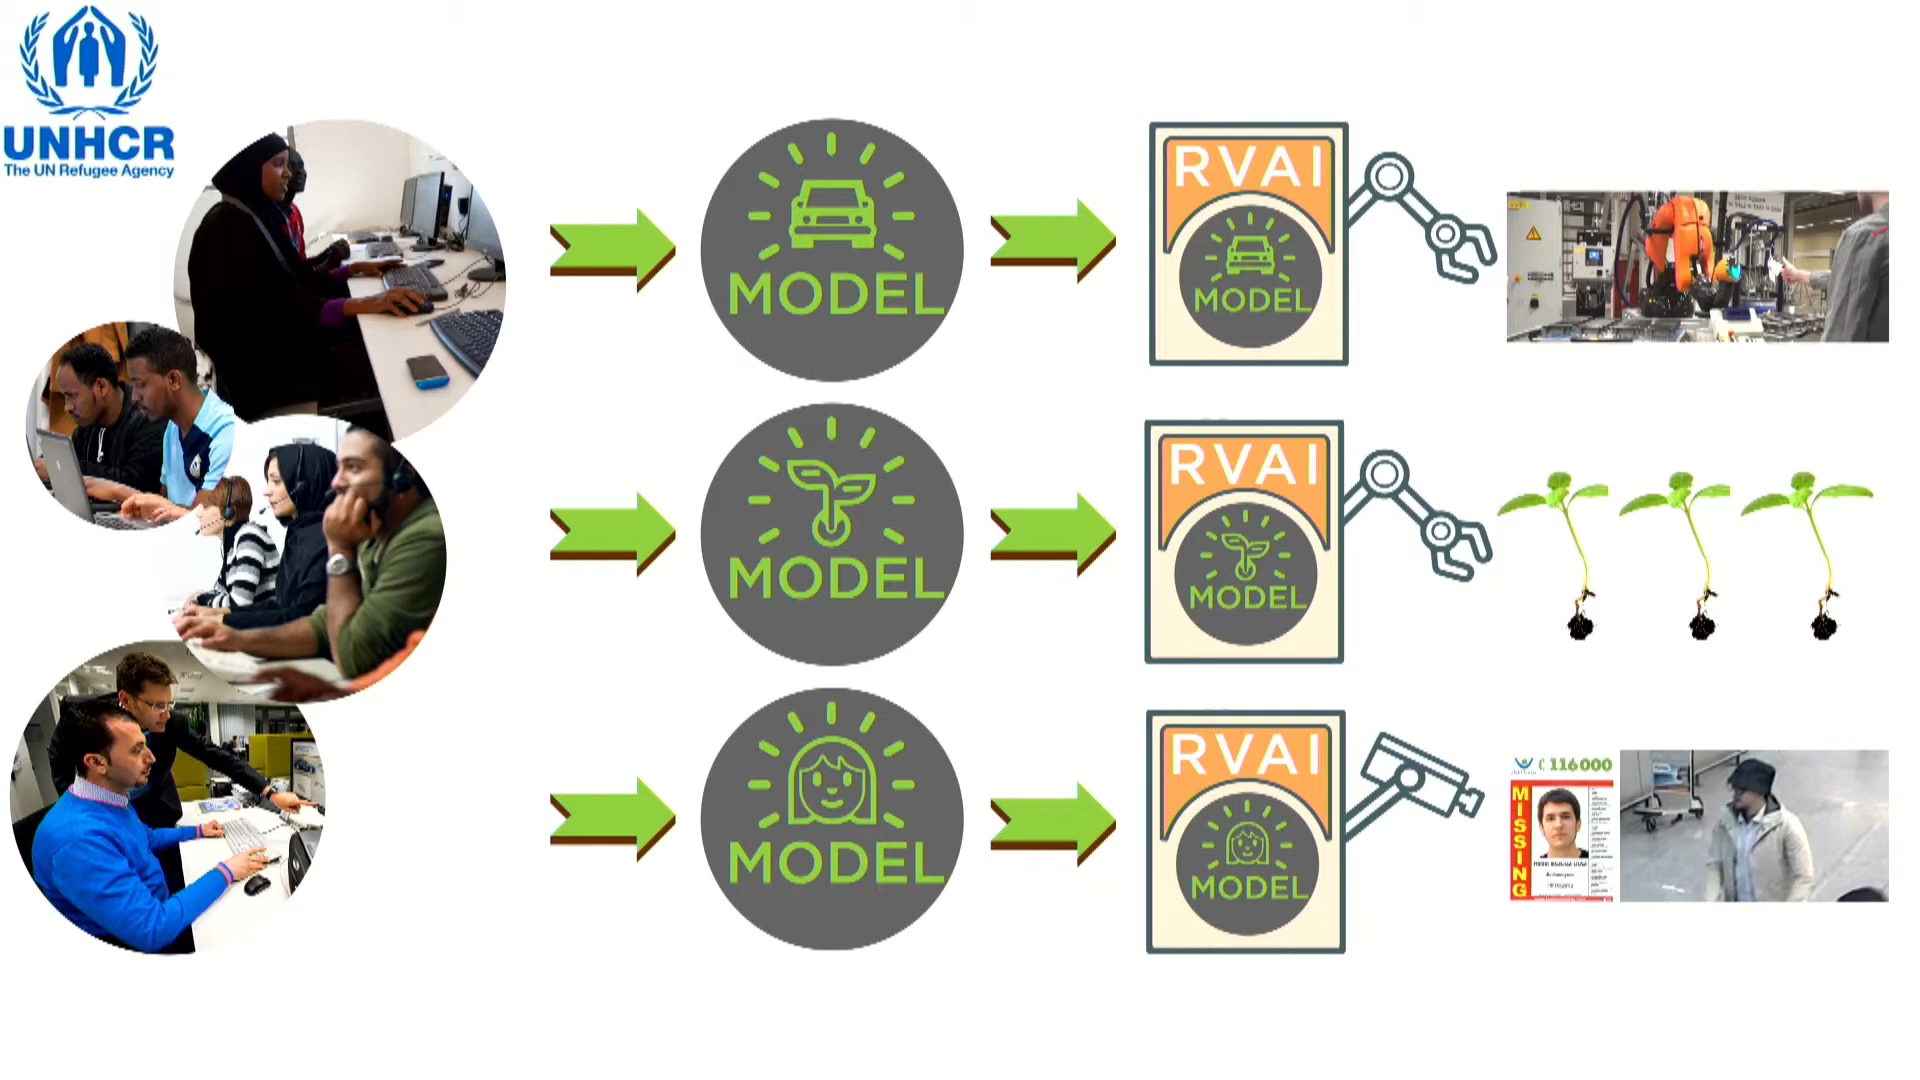 UNHCR
The UN Refugee Agency
MODEL
RVAI
MODEL
MODEL
RVAI
MODEL
MODEL
RVAI
MODEL
116000
MISSING